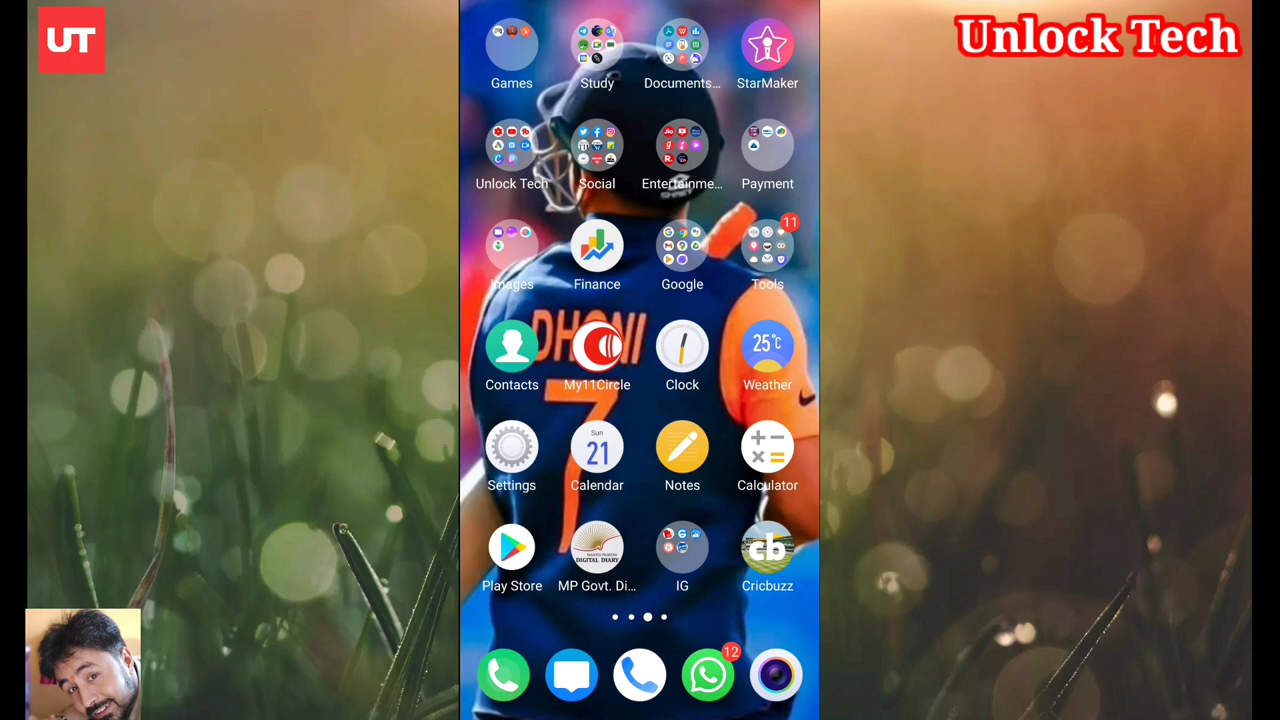 UT
Unlock Tech
Games
Study
Documents...
StarMaker
Unlock Tech
Social
Entertainme...
Payment
11
Images
Finance
Google
Tools
DHONI
7
25°C
Contacts
My11Circle
Clock
Weather
Sun
21
Settings
Calendar
Notes
Calculator
DIGITAL DIARY
cb
Play Store
MP Govt. Di...
IG
Cricbuzz
12